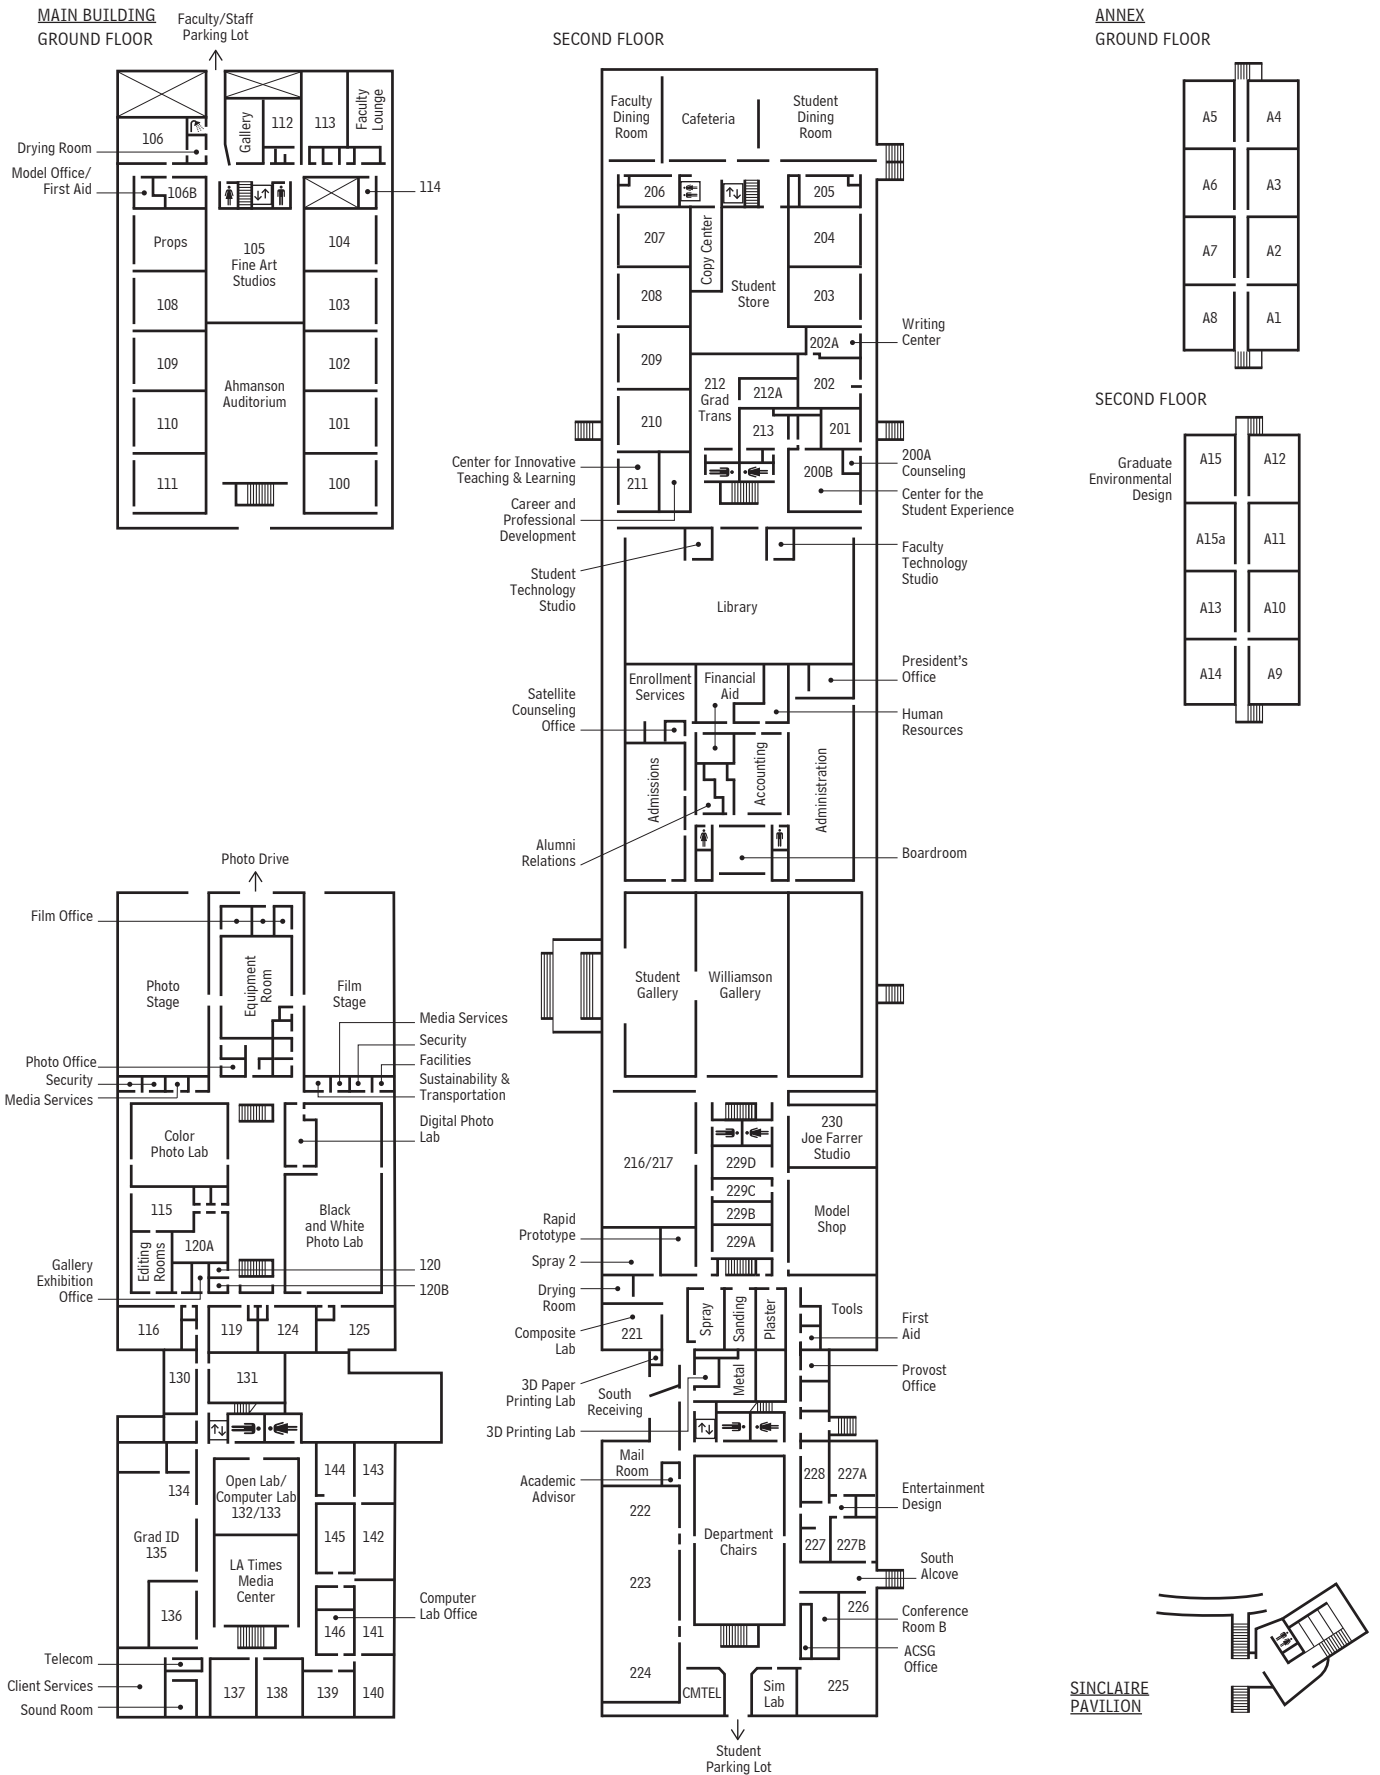 MAIN BUILDING
GROUND FLOOR
Faculty/Staff
Parking Lot
106
Gallery
112
113
Faculty
Lounge
Drying Room
Model Office/
First Aid
106B
114
Props
105
Fine Art
Studios
104
108
103
109
102
Ahmanson
Auditorium
110
101
111
100
Photo Drive
Film Office
Photo
Stage
Equipment
Room
Film
Stage
Media Services
Security
Facilities
Sustainability &
Transportation
Photo Office
Security
Media Services
Digital Photo
Lab
Color
Photo Lab
115
Black
and White
Photo Lab
Editing
Rooms
120A
Gallery
Exhibition
Office
120
120B
116
119
124
125
130
131
134
Open Lab/
Computer Lab
132/133
144
143
Grad ID
135
145
142
LA Times
Media
Center
136
Computer
Lab Office
146
141
Telecom
Client Services
Sound Room
137
138
139
140
SECOND FLOOR
Faculty
Dining
Room
Cafeteria
Student
Dining
Room
206
205
207
Copy Center
204
208
Student
Store
203
Writing
Center
202A
209
212
Grad
Trans
212A
202
210
213
201
Center for Innovative
Teaching & Learning
211
200B
200A
Counseling
Career and
Professional
Development
Center for the
Student Experience
Student
Technology
Studio
Faculty
Technology
Studio
Library
Enrollment
Services
Financial
Aid
President's
Office
Satellite
Counseling
Office
Human
Resources
Admissions
Accounting
Administration
Alumni
Relations
Boardroom
Student
Gallery
Williamson
Gallery
216/217
229D
229C
229B
229A
230
Joe Farrer
Studio
Model
Shop
Rapid
Prototype
Spray 2
Drying
Room
Composite
Lab
221
Spray
Sanding
Plaster
Tools
First
Aid
3D Paper
Printing Lab
South
Receiving
Metal
Provost
Office
3D Printing Lab
Mail
Room
Academic
Advisor
228
227A
Entertainment
Design
222
Department
Chairs
227
227B
223
South
Alcove
226
Conference
Room B
ACSG
Office
224
CMTEL
Sim
Lab
225
Student
Parking Lot
ANNEX
GROUND FLOOR
A5
A4
A6
A3
A7
A2
A8
A1
SECOND FLOOR
Graduate
Environmental
Design
A15
A12
A15a
A11
A13
A10
A14
A9
SINCLAIRE
PAVILION